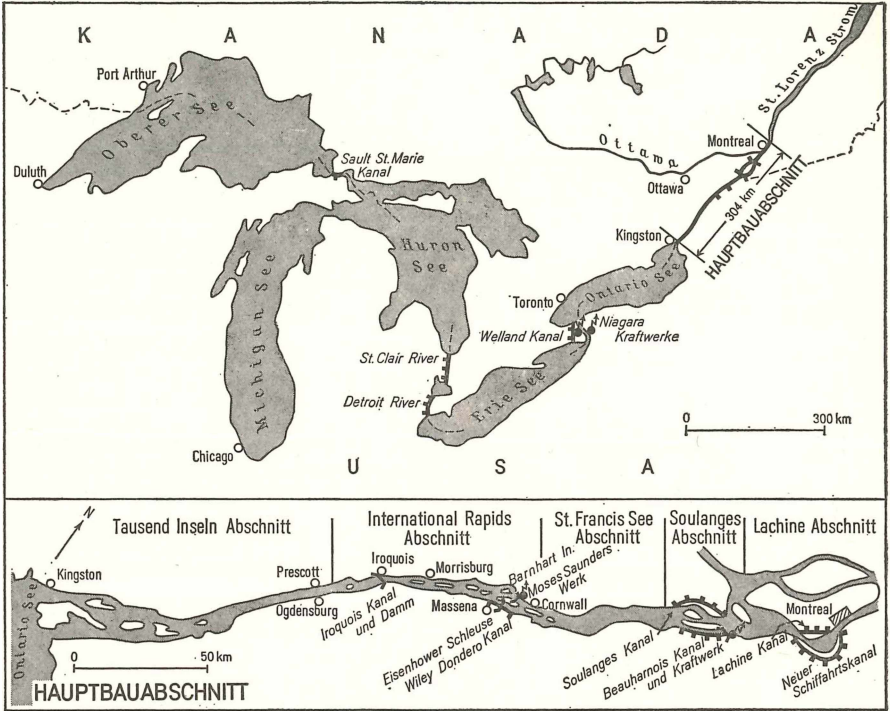 K A N A D A
Port Arthur
Oberer See
Duluth
Sault St. Marie
Kanal
St. Lorenz Strom
Ottawa
Montreal
Ottawa
304 km
HAUPTBAUABSCHNITT
Kingston
Huron
See
Michigan See
Toronto
Ontario See
Welland Kanal
Niagara
Kraftwerke
St. Clair River
Detroit River
Erie See
Chicago
0 300 km
U S A
N
Tausend Inseln Abschnitt
International Rapids
Abschnitt
St. Francis See
Abschnitt
Soulanges
Abschnitt
Lachine Abschnitt
Ontario See
Kingston
Prescott
Ogdensburg
Iroquois
Morrisburg
Iroquois Kanal
und Damm
Massena
Barnhart In.
Moses Saunders
Werk
Cornwall
Eisenhower Schleuse
Wiley Dondero Kanal
Soulanges Kanal
Beauharnois Kanal
und Kraftwerk
Lachine Kanal
Montreal
Neuer
Schiffahrtskanal
0 50 km
HAUPTBAUABSCHNITT